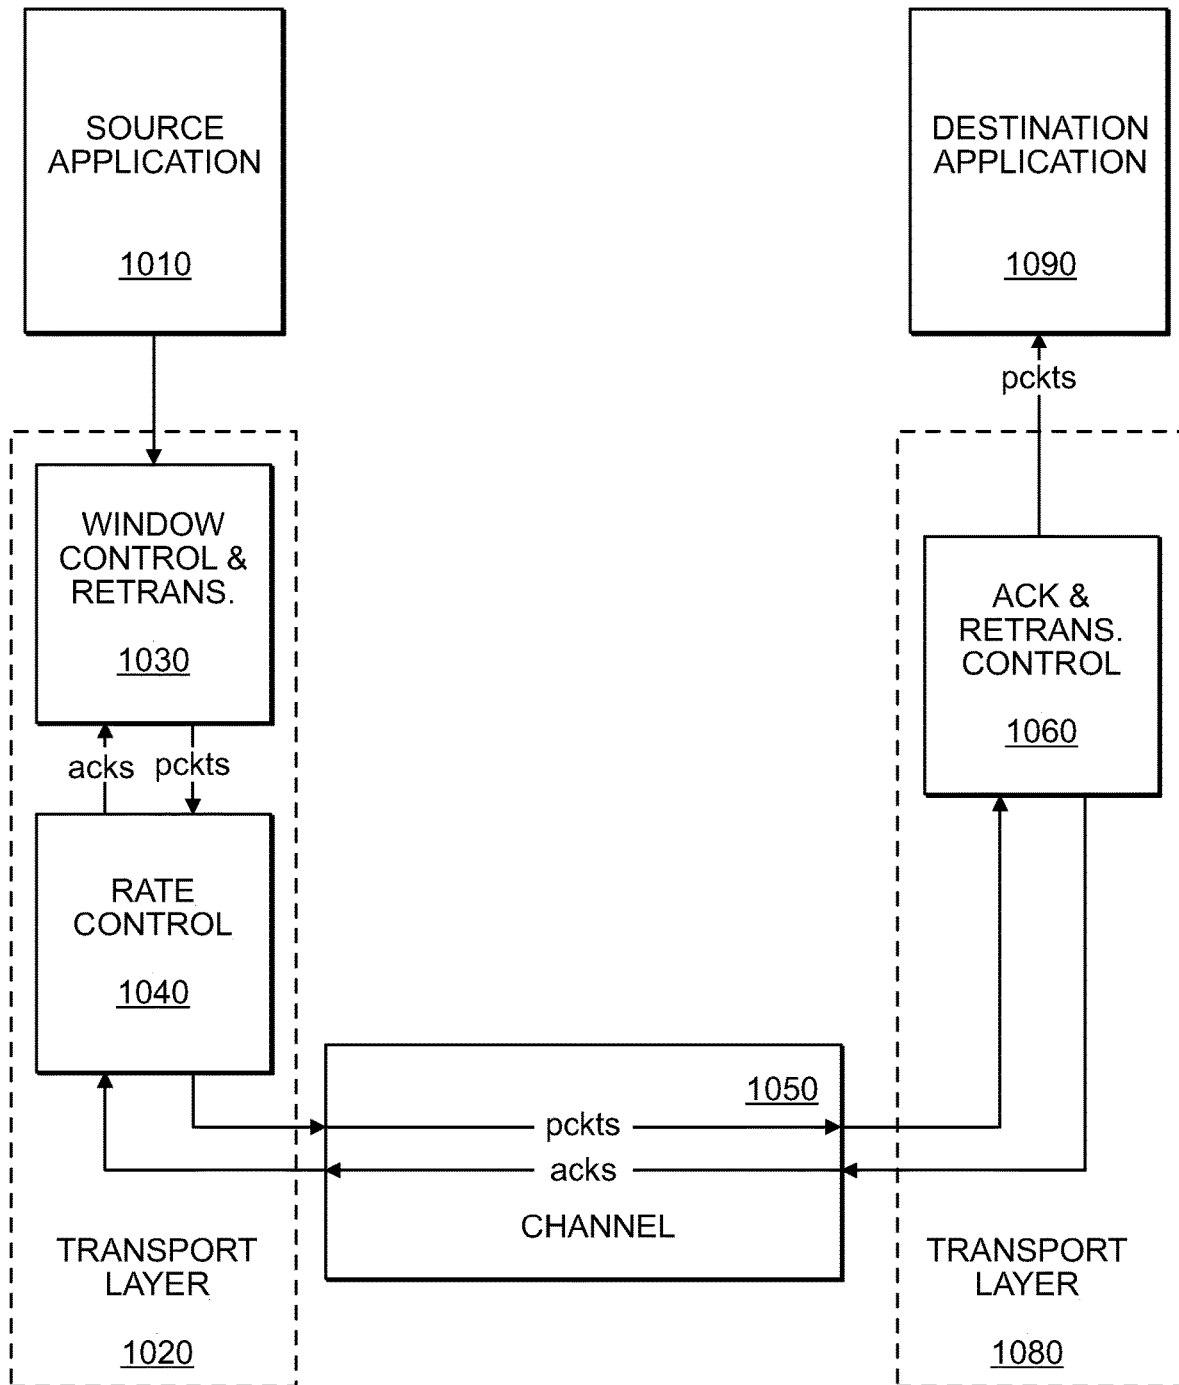 SOURCE
APPLICATION
1010
DESTINATION
APPLICATION
1090
pckts
WINDOW
CONTROL &
RETRANS.
1030
acks
pckts
RATE
CONTROL
1040
ACK &
RETRANS.
CONTROL
1060
1050
pckts
acks
CHANNEL
TRANSPORT
LAYER
1020
TRANSPORT
LAYER
1080